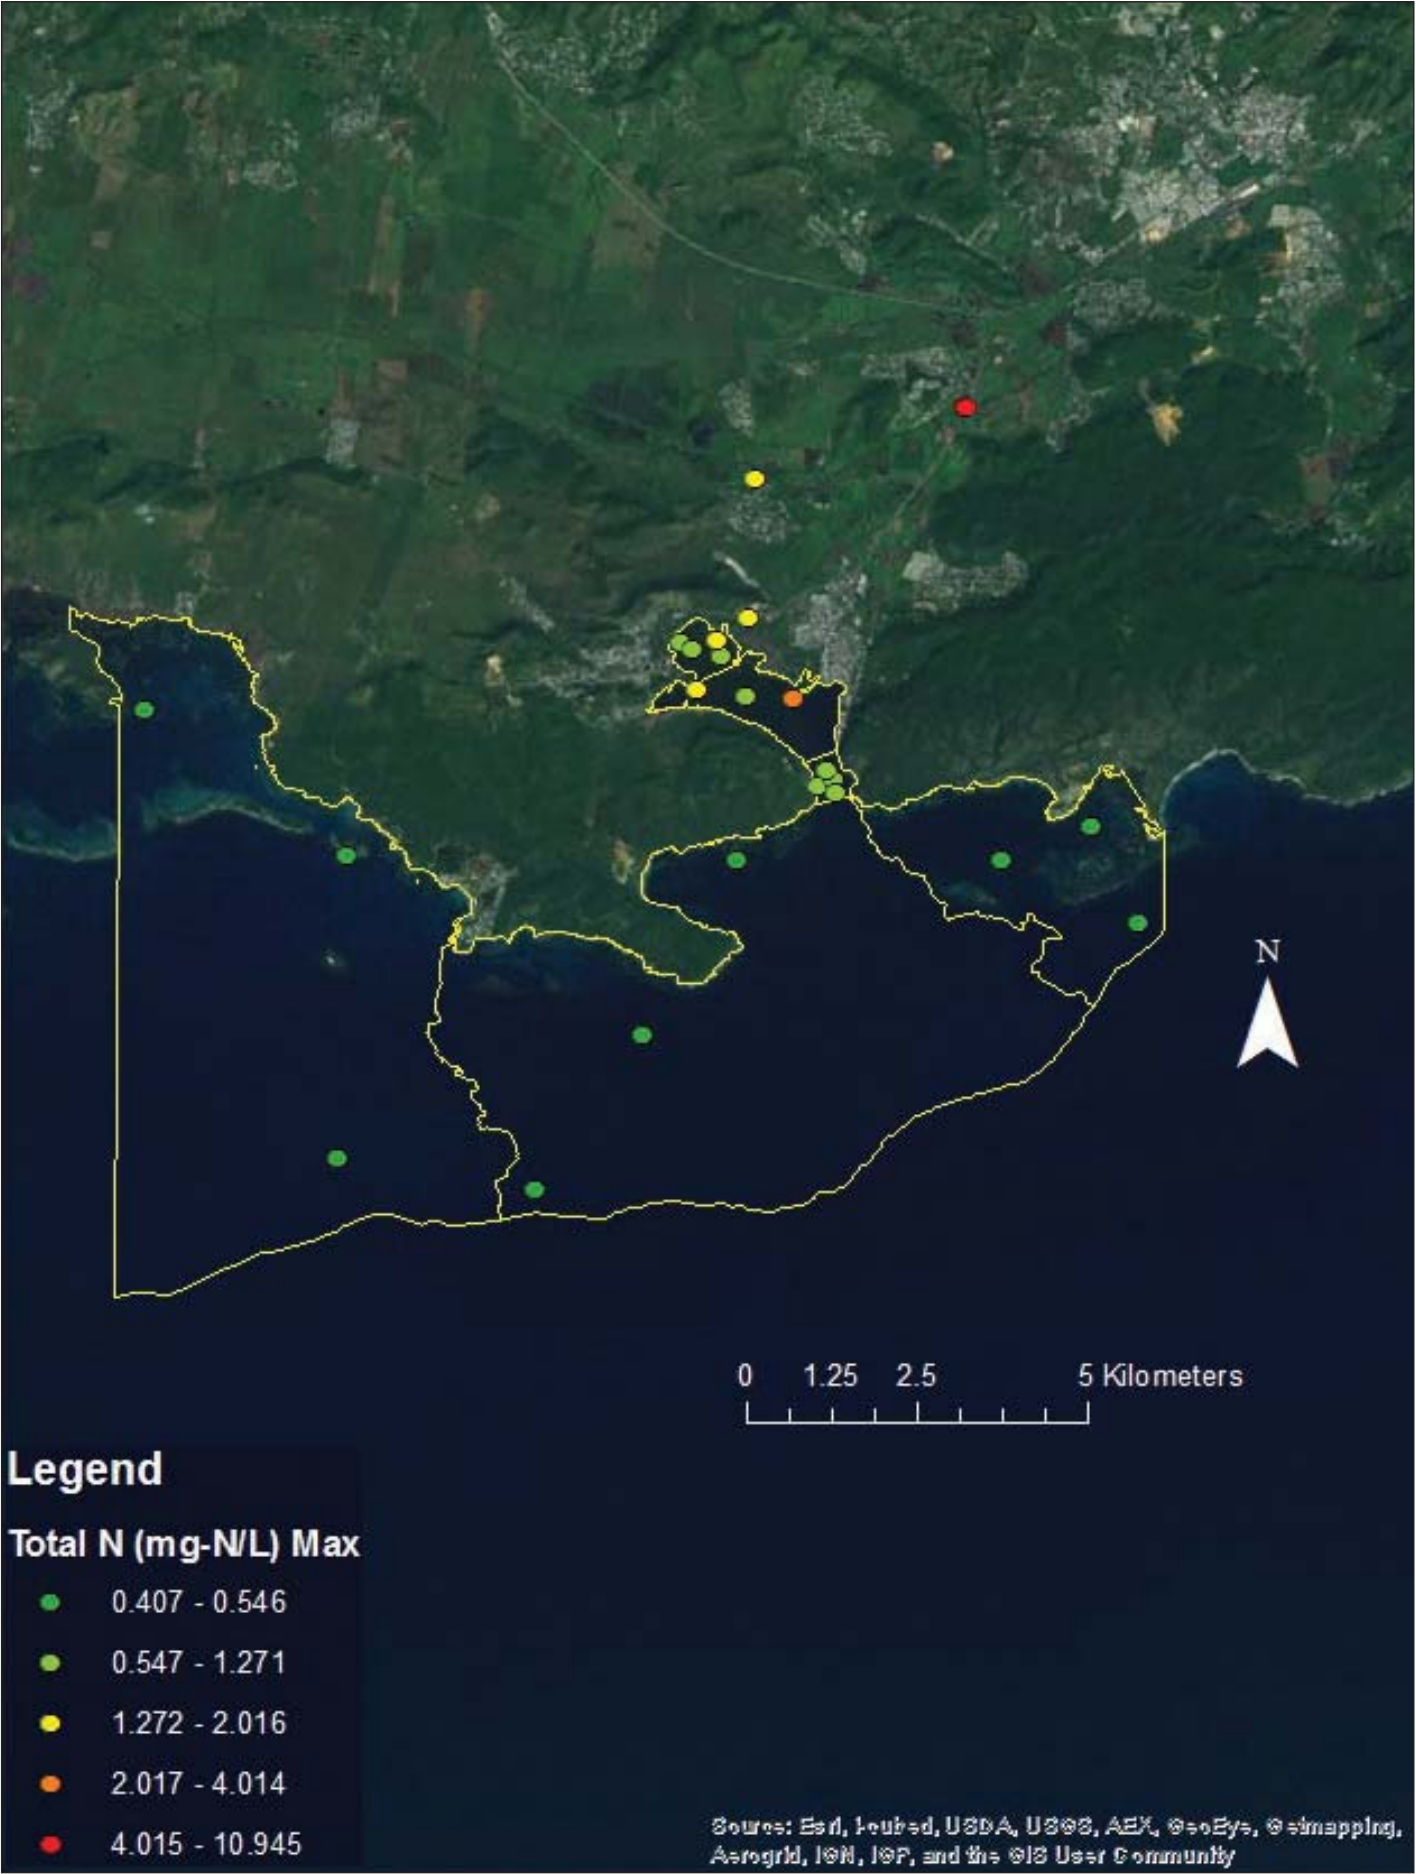 N
0 1.25 2.5 5 Kilometers
Legend
Total N (mg-N/L) Max
0.407 - 0.546
0.547 - 1.271
1.272 - 2.016
2.017 - 4.014
4.015 - 10.945
Source: Esri, i-cubed, USDA, USGS, AEX, GeoEye, Getmapping,
Aerogrid, IGN, IGP, and the GIS User Community